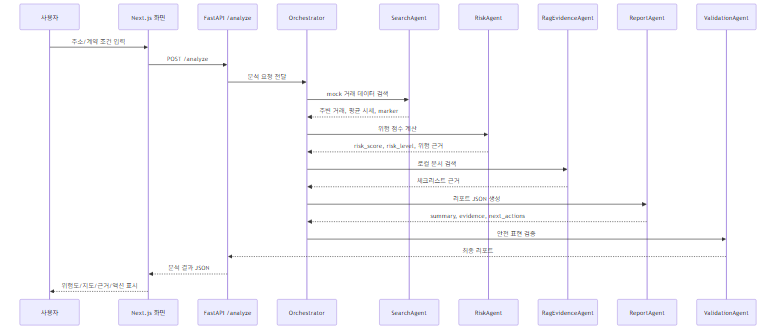 사용자 Next.js 화면 FastAPI /analyze Orchestrator SearchAgent RiskAgent RagEvidenceAgent ReportAgent ValidationAgent
주소/계약 조건 입력
POST /analyze
분석 요청 전달
mock 거래 데이터 검색
주변 거래, 평균 시세, marker
위험 점수 계산
risk_score, risk_level, 위험 근거
로컬 문서 검색
체크리스트 근거
리포트 JSON 생성
summary, evidence, next_actions
안전 표현 검증
최종 리포트
분석 결과 JSON
위험도/지도/근거/액션 표시
사용자 Next.js 화면 FastAPI /analyze Orchestrator SearchAgent RiskAgent RagEvidenceAgent ReportAgent ValidationAgent